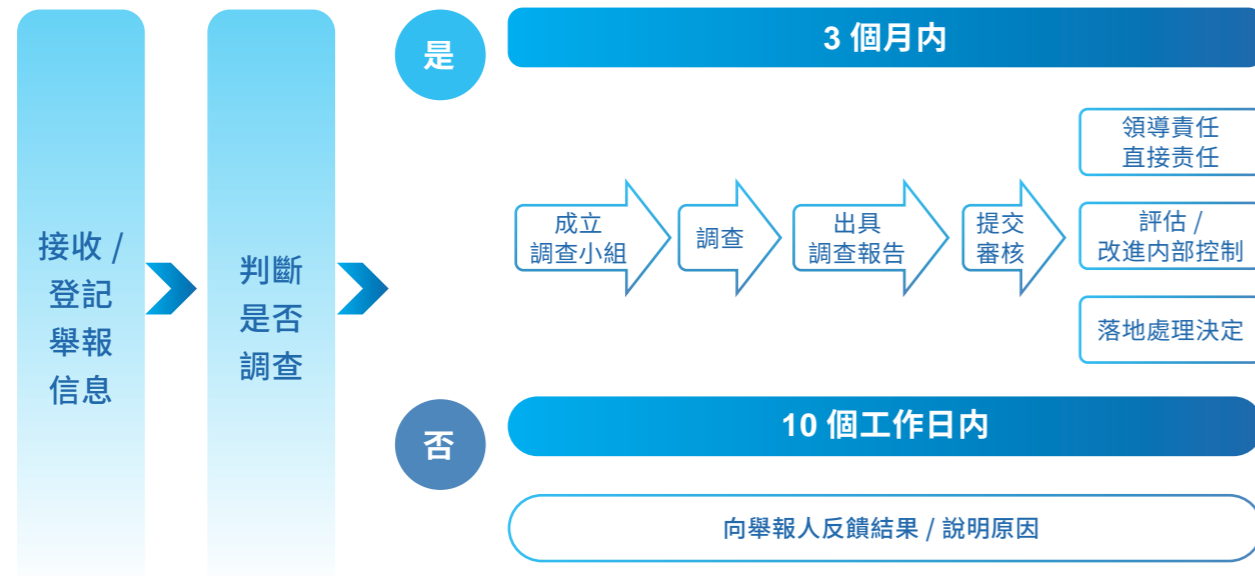 接收 /
登記
舉報
信息
判斷
是否
調查
是
3 個月内
成立
調查小組
調查
出具
調查報告
提交
審核
領導責任
直接责任
評估 /
改進内部控制
落地處理決定
否
10 個工作日内
向舉報人反饋結果 / 說明原因